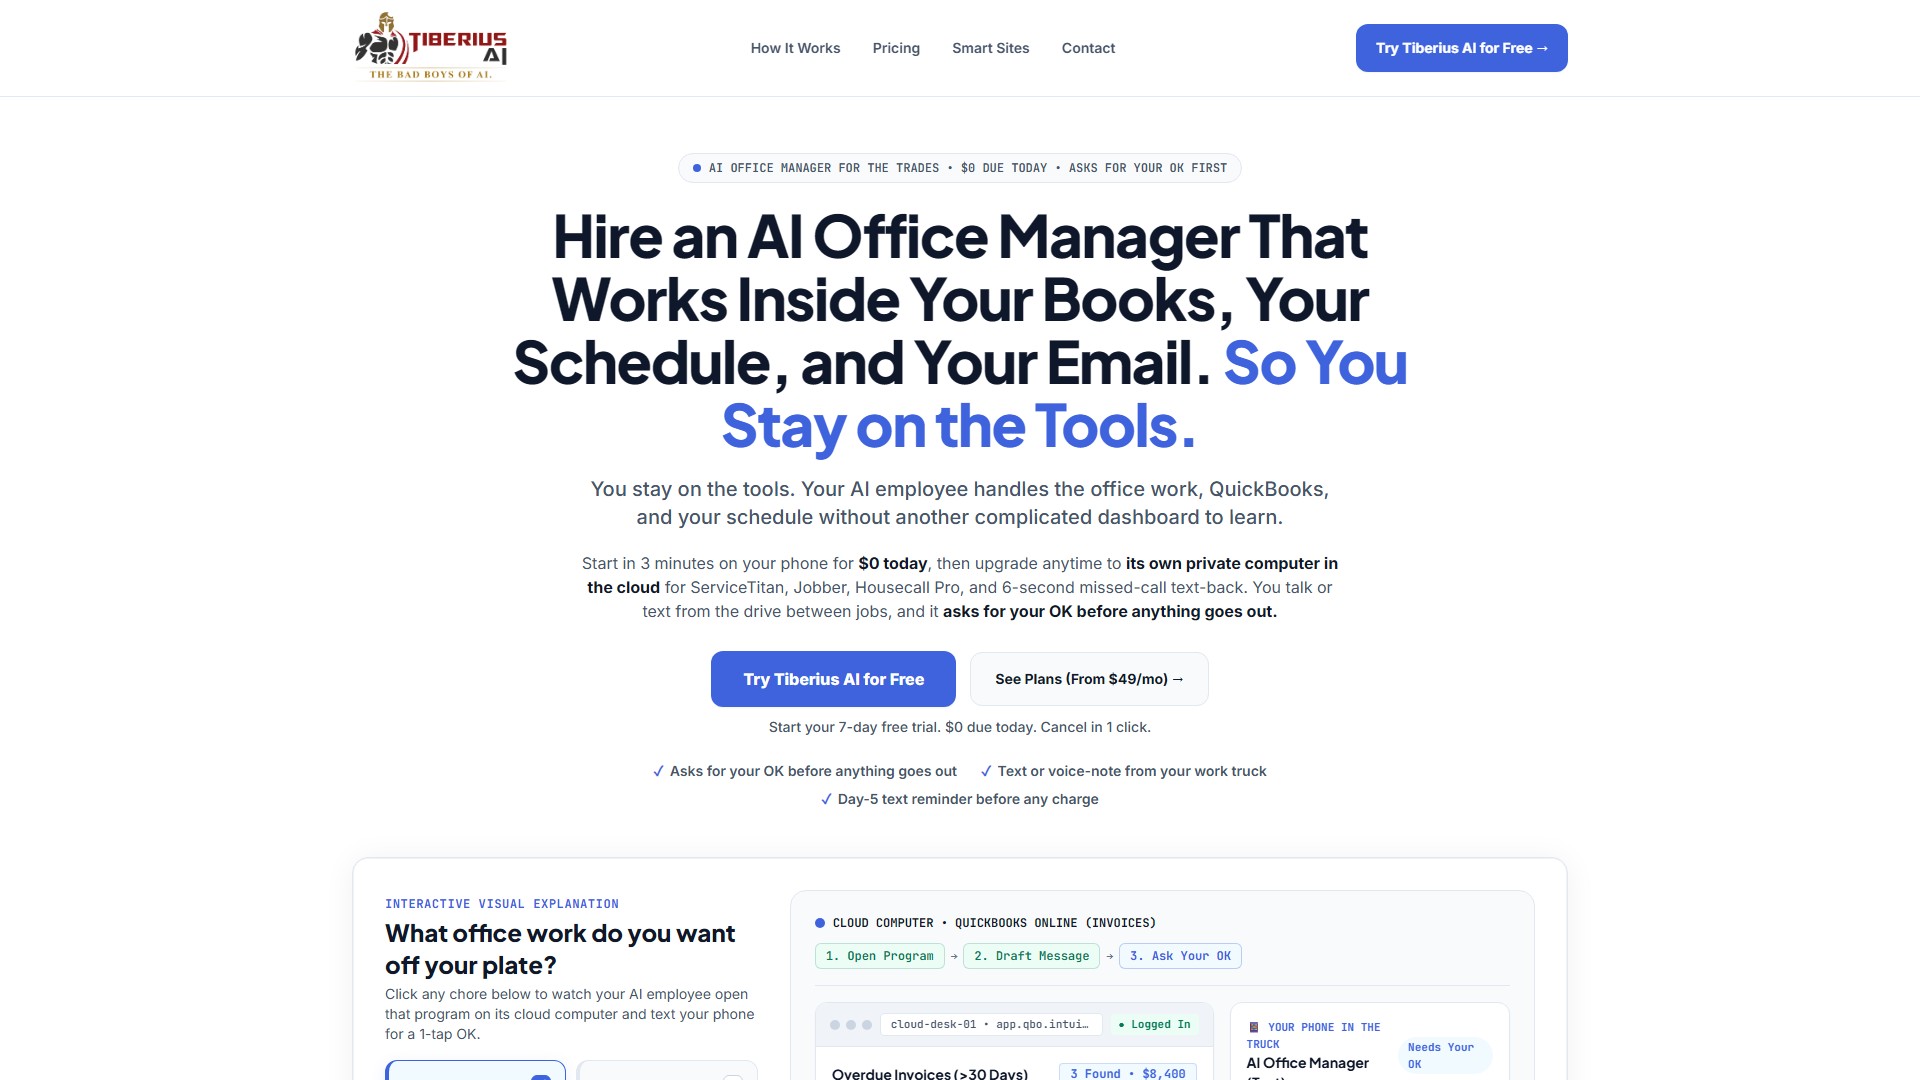 TIBERIUS
AI
THE BAD BOYS OF AI.
How It Works
Pricing
Smart Sites
Contact
Try Tiberius AI for Free →
AI OFFICE MANAGER FOR THE TRADES • $0 DUE TODAY • ASKS FOR YOUR OK FIRST
Hire an AI Office Manager That
Works Inside Your Books, Your
Schedule, and Your Email. So You
Stay on the Tools.
You stay on the tools. Your AI employee handles the office work, QuickBooks,
and your schedule without another complicated dashboard to learn.
Start in 3 minutes on your phone for $0 today, then upgrade anytime to its own private computer in
the cloud for ServiceTitan, Jobber, Housecall Pro, and 6-second missed-call text-back. You talk or
text from the drive between jobs, and it asks for your OK before anything goes out.
Try Tiberius AI for Free
See Plans (From $49/mo) →
Start your 7-day free trial. $0 due today. Cancel in 1 click.
✓ Asks for your OK before anything goes out
✓ Text or voice-note from your work truck
✓ Day-5 text reminder before any charge
INTERACTIVE VISUAL EXPLANATION
What office work do you want
off your plate?
Click any chore below to watch your AI employee open
that program on its cloud computer and text your phone
for a 1-tap OK.
CLOUD COMPUTER • QUICKBOOKS ONLINE (INVOICES)
1. Open Program → 2. Draft Message → 3. Ask Your OK
cloud-desk-01 • app.qbo.intui…
● Logged In
Overdue Invoices (>30 Days)
3 Found • $8,400
YOUR PHONE IN THE
TRUCK
AI Office Manager
(Text)
Needs Your
OK